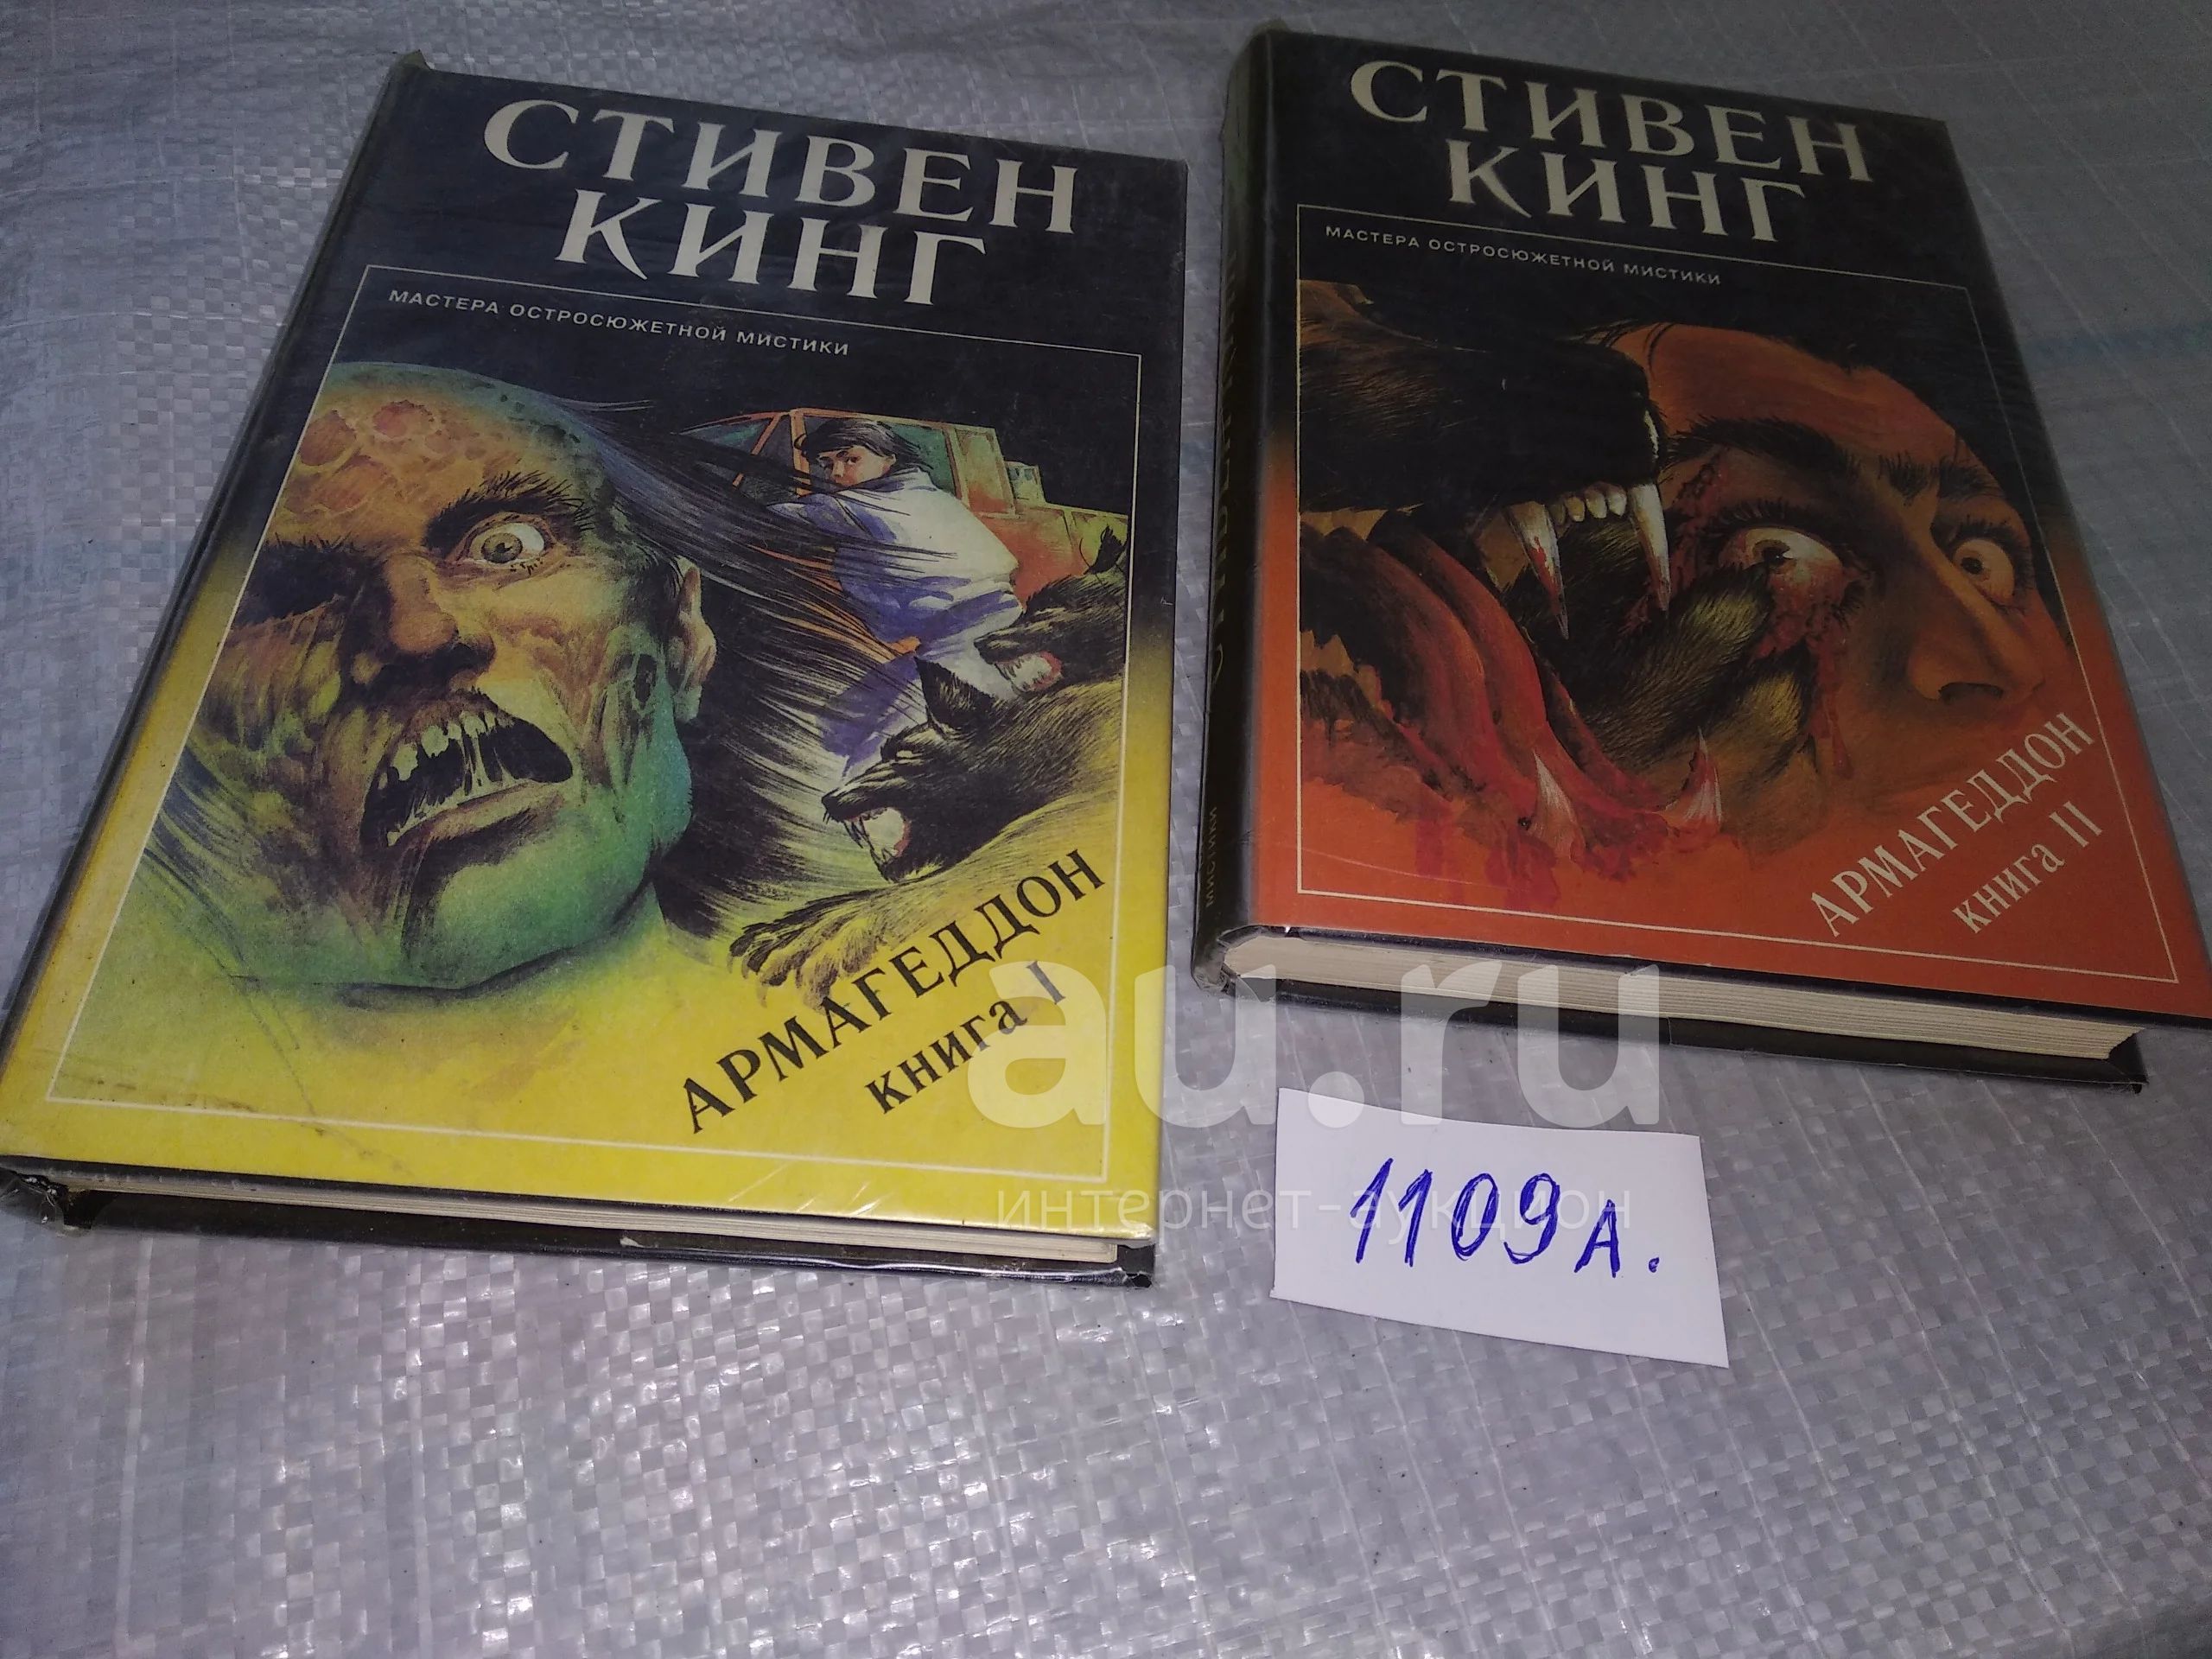 СТИВЕН
КИНГ
МАСТЕРА ОСТРОСЮЖЕТНОЙ МИСТИКИ
АРМАГЕДДОН
книга I
СТИВЕН
КИНГ
МАСТЕРА ОСТРОСЮЖЕТНОЙ МИСТИКИ
АРМАГЕДДОН
книга II
МИСТИКИ
au.ru
интернет-аукцион
1109А.